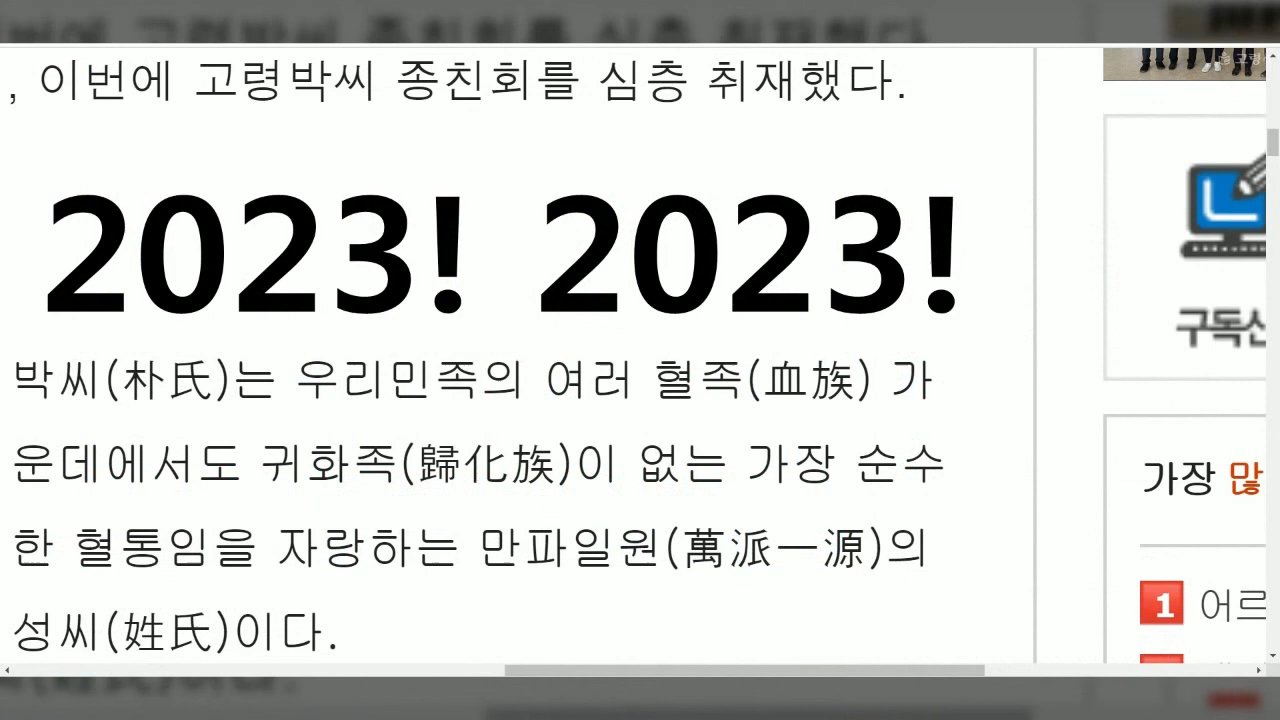 , 이번에 고령박씨 종친회를 심층 취재했다.
2023! 2023!
박씨(朴氏)는 우리민족의 여러 혈족(血族) 가
운데에서도 귀화족(歸化族)이 없는 가장 순수
한 혈통임을 자랑하는 만파일원(萬派一源)의
성씨(姓氏)이다.
구독신
가장 많
1 어르